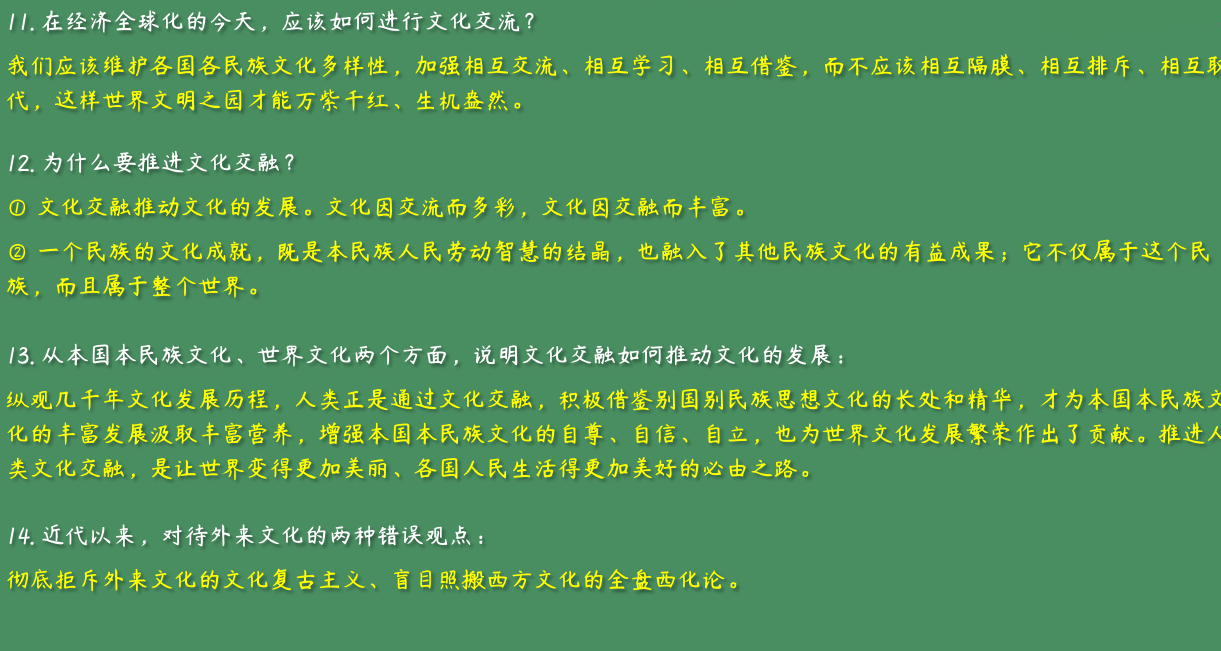 11. 在经济全球化的今天，应该如何进行文化交流？
我们应该维护各国各民族文化多样性，加强相互交流、相互学习、相互借鉴，而不应该相互隔膜、相互排斥、相互取
代，这样世界文明之园才能万紫千红、生机盎然。
12. 为什么要推进文化交融？
① 文化交融推动文化的发展。文化因交流而多彩，文化因交融而丰富。
② 一个民族的文化成就，既是本民族人民劳动智慧的结晶，也融入了其他民族文化的有益成果；它不仅属于这个民
族，而且属于整个世界。
13. 从本国本民族文化、世界文化两个方面，说明文化交融如何推动文化的发展：
纵观几千年文化发展历程，人类正是通过文化交融，积极借鉴别国别民族思想文化的长处和精华，才为本国本民族文
化的丰富发展汲取丰富营养，增强本国本民族文化的自尊、自信、自立，也为世界文化发展繁荣作出了贡献。推进人
类文化交融，是让世界变得更加美丽、各国人民生活得更加美好的必由之路。
14. 近代以来，对待外来文化的两种错误观点：
彻底拒斥外来文化的文化复古主义、盲目照搬西方文化的全盘西化论。